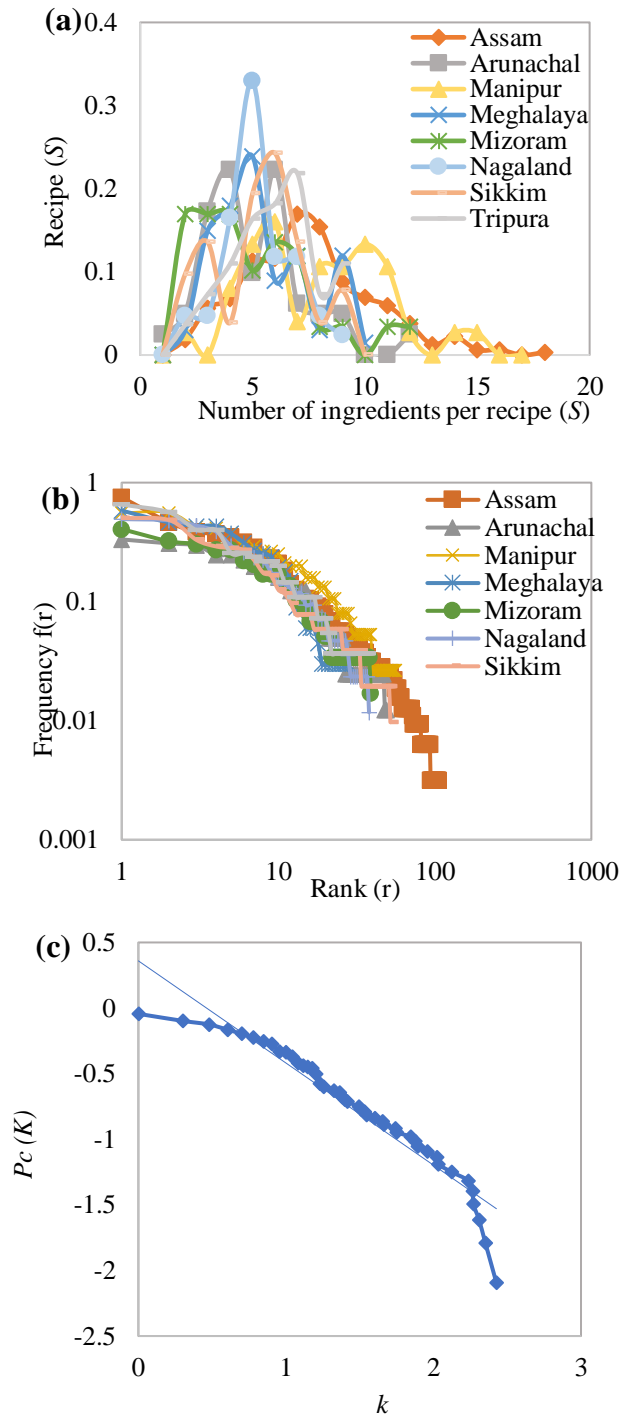 (a)
0.4
0.3
0.2
0.1
0
Recipe (S)
Assam
Arunachal
Manipur
Meghalaya
Mizoram
Nagaland
Sikkim
Tripura
0 5 10 15 20
Number of ingredients per recipe (S)
(b)
1
0.1
0.01
0.001
Frequency f(r)
Assam
Arunachal
Manipur
Meghalaya
Mizoram
Nagaland
Sikkim
1 10 100 1000
Rank (r)
(c)
0.5
0
-0.5
-1
-1.5
-2
-2.5
Pc (K)
0 1 2 3
k